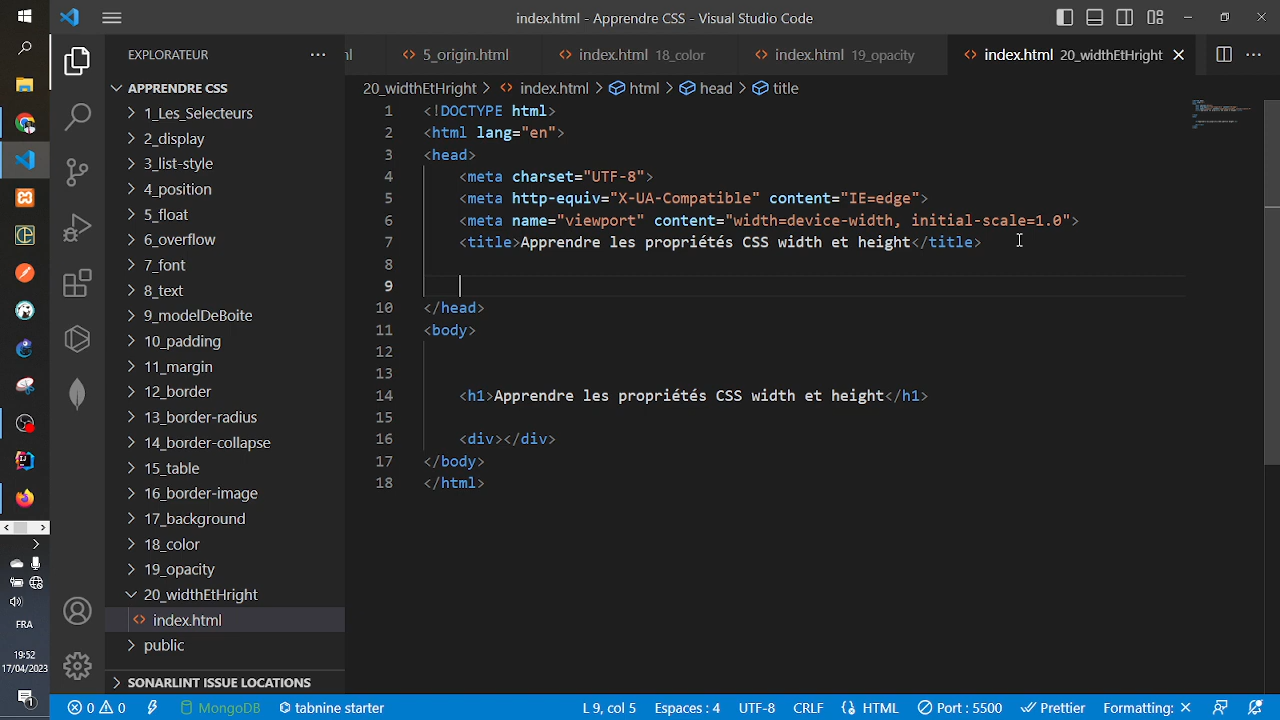 index.html - Apprendre CSS - Visual Studio Code
EXPLORATEUR
ml
5_origin.html
index.html 18_color
index.html 19_opacity
index.html 20_widthEtHright
20_widthEtHright > index.html > html > head > title
APPRENDRE CSS
1_Les_Selecteurs
2_display
3_list-style
4_position
5_float
6_overflow
7_font
8_text
9_modelDeBoite
10_padding
11_margin
12_border
13_border-radius
14_border-collapse
15_table
16_border-image
17_background
18_color
19_opacity
20_widthEtHright
index.html
public
SONARLINT ISSUE LOCATIONS
1 <!DOCTYPE html>
2 <html lang="en">
3 <head>
4 <meta charset="UTF-8">
5 <meta http-equiv="X-UA-Compatible" content="IE=edge">
6 <meta name="viewport" content="width=device-width, initial-scale=1.0">
7 <title>Apprendre les propriétés CSS width et height</title>
8
9
10 </head>
11 <body>
12
13
14 <h1>Apprendre les propriétés CSS width et height</h1>
15
16 <div></div>
17 </body>
18 </html>
FRA
19:52
17/04/2023
1
0 0 MongoDB tabnine starter L 9, col 5 Espaces : 4 UTF-8 CRLF HTML Port : 5500 Prettier Formatting: ×